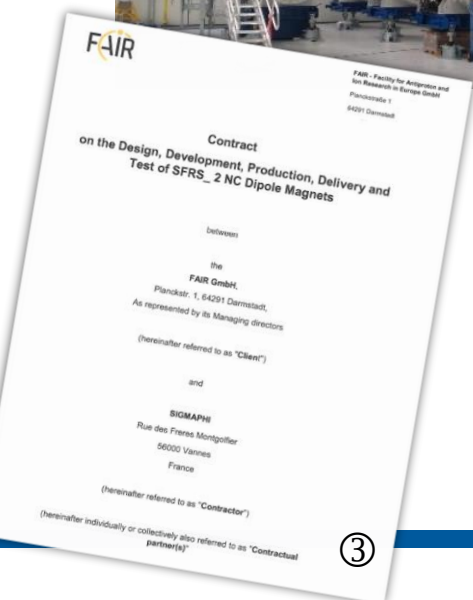 FAIR
FAIR - Facility for Antiproton and
Ion Research in Europe GmbH
Planckstraße 1
64291 Darmstadt
Contract
on the Design, Development, Production, Delivery and
Test of SFRS_ 2 NC Dipole Magnets
between
the
FAIR GmbH.
Planckstr. 1, 64291 Darmstadt,
As represented by its Managing directors
(hereinafter referred to as "Client")
and
SIGMAPHI
Rue des Freres Montgolfier
56000 Vannes
France
(hereinafter referred to as "Contractor")
(hereinafter individually or collectively also referred to as "Contractual
partner(s)"
③